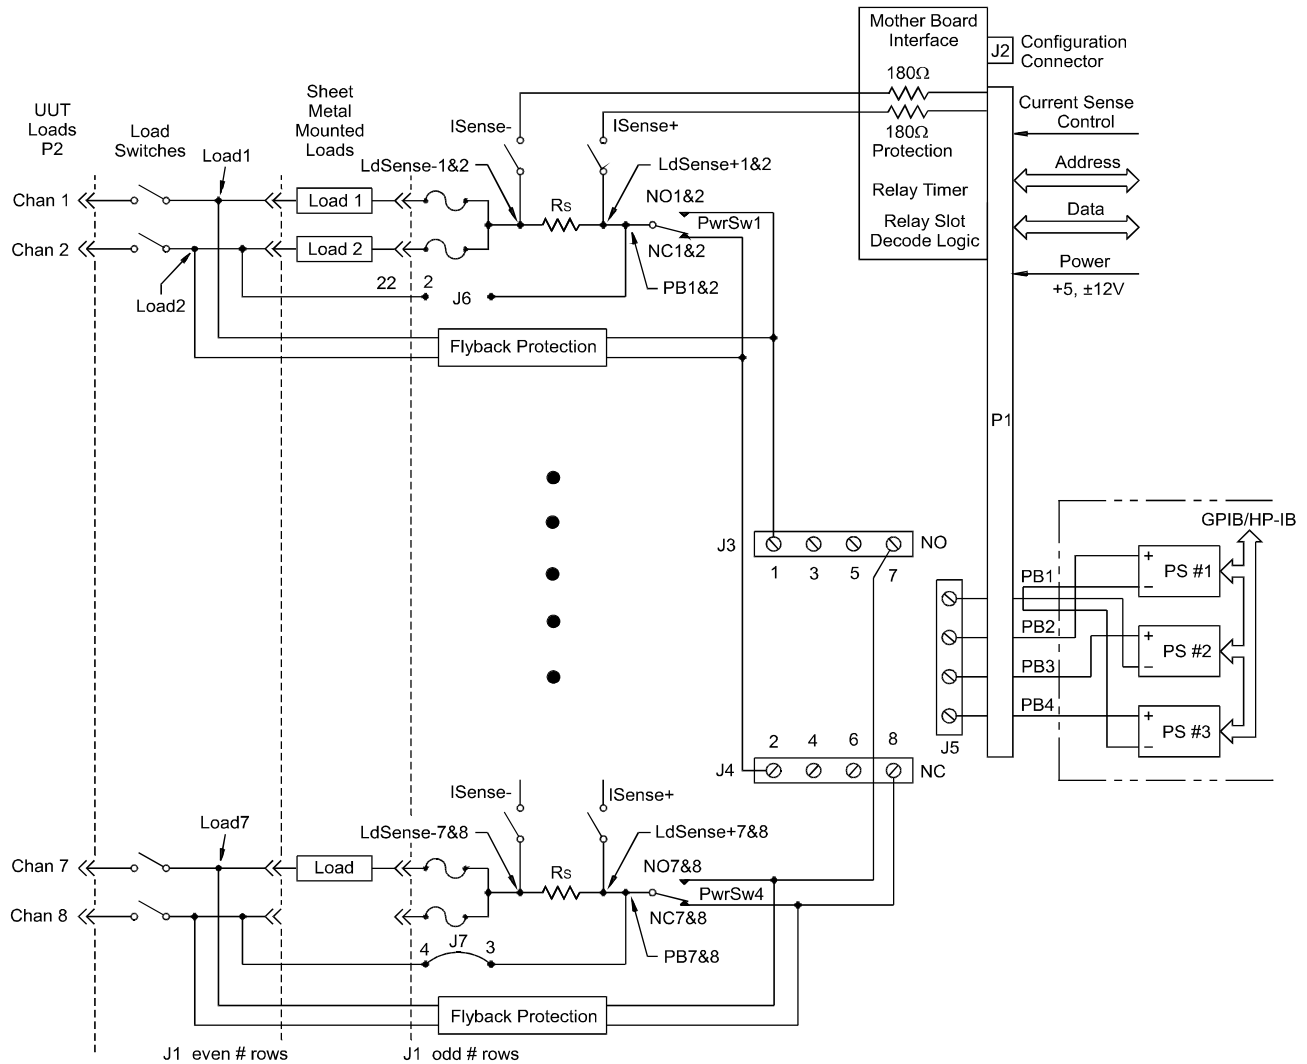 Mother Board
Interface
J2
Configuration
Connector
180Ω
180Ω
Protection
Relay Timer
Relay Slot
Decode Logic
Current Sense
Control
Address
Data
Power
+5, ±12V
P1
UUT
Loads
P2
Load
Switches
Sheet
Metal
Mounted
Loads
Load1
ISense-
ISense+
LdSense-1&2
LdSense+1&2
Chan 1
Load 1
RS
NO1&2
PwrSw1
Chan 2
Load 2
NC1&2
Load2
22
2
J6
PB1&2
Flyback Protection
J3
NO
1
3
5
7
GPIB/HP-IB
PB1
+
−
PS #1
PB2
+
−
PS #2
PB3
PB4
+
−
PS #3
J5
2
4
6
8
J4
NC
ISense-
ISense+
Load7
LdSense-7&8
LdSense+7&8
Chan 7
Load
RS
NO7&8
PwrSw4
Chan 8
NC7&8
4
J7
3
PB7&8
Flyback Protection
J1 even # rows
J1 odd # rows